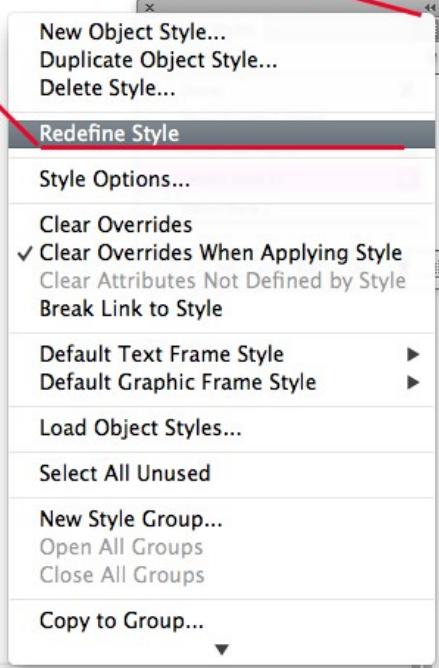 New Object Style...
Duplicate Object Style...
Delete Style...
Redefine Style
Style Options...
Clear Overrides
✓ Clear Overrides When Applying Style
Clear Attributes Not Defined by Style
Break Link to Style
Default Text Frame Style ▶
Default Graphic Frame Style ▶
Load Object Styles...
Select All Unused
New Style Group...
Open All Groups
Close All Groups
Copy to Group...